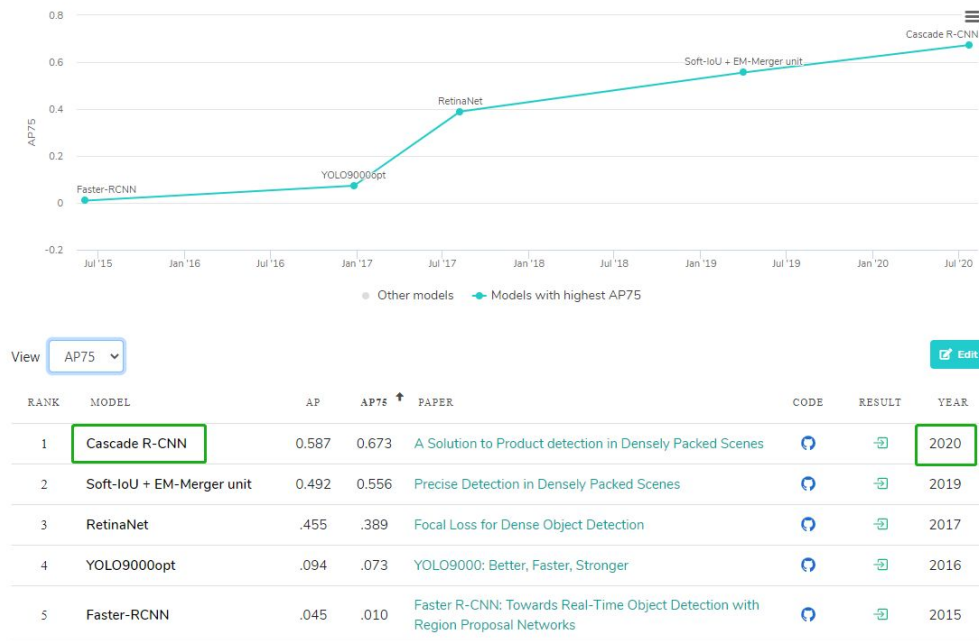 0.8
0.6
0.4
0.2
0
-0.2
AP75
Faster-RCNN
YOLO9000opt
RetinaNet
Soft-IoU + EM-Merger unit
Cascade R-CNN
Jul '15 Jan '16 Jul '16 Jan '17 Jul '17 Jan '18 Jul '18 Jan '19 Jul '19 Jan '20 Jul '20
Other models Models with highest AP75
View AP75 Edit
RANK MODEL AP AP75 PAPER CODE RESULT YEAR
1 Cascade R-CNN 0.587 0.673 A Solution to Product detection in Densely Packed Scenes 2020
2 Soft-IoU + EM-Merger unit 0.492 0.556 Precise Detection in Densely Packed Scenes 2019
3 RetinaNet .455 .389 Focal Loss for Dense Object Detection 2017
4 YOLO9000opt .094 .073 YOLO9000: Better, Faster, Stronger 2016
5 Faster-RCNN .045 .010 Faster R-CNN: Towards Real-Time Object Detection with
Region Proposal Networks 2015